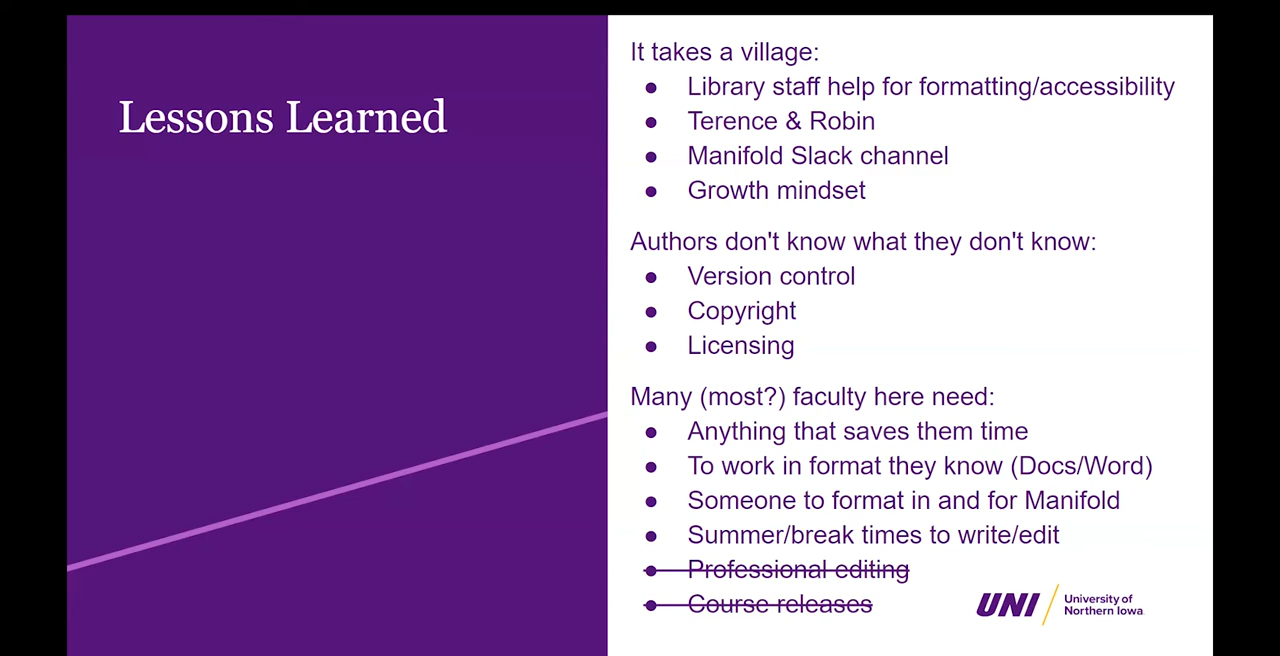 Lessons Learned
It takes a village:
● Library staff help for formatting/accessibility
● Terence & Robin
● Manifold Slack channel
● Growth mindset
Authors don't know what they don't know:
● Version control
● Copyright
● Licensing
Many (most?) faculty here need:
● Anything that saves them time
● To work in format they know (Docs/Word)
● Someone to format in and for Manifold
● Summer/break times to write/edit
● Professional editing
● Course releases
UNI
University of
Northern Iowa